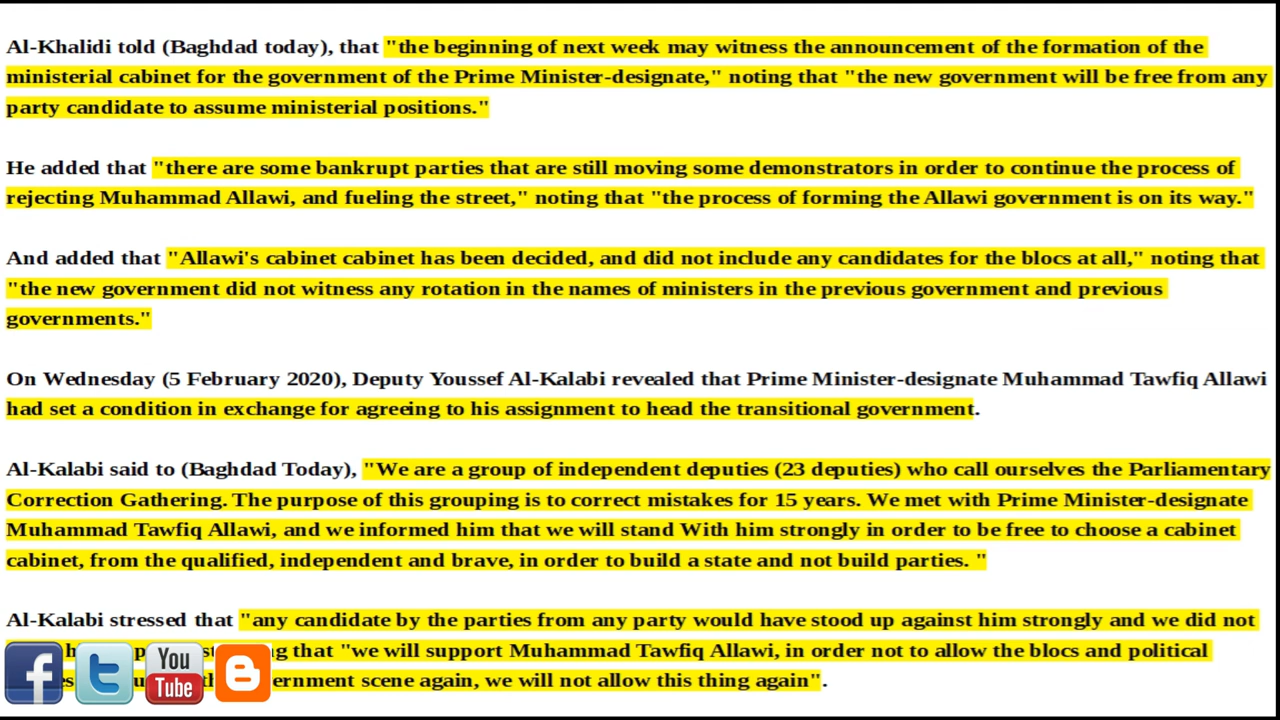 Al-Khalidi told (Baghdad today), that "the beginning of next week may witness the announcement of the formation of the
ministerial cabinet for the government of the Prime Minister-designate," noting that "the new government will be free from any
party candidate to assume ministerial positions."
He added that "there are some bankrupt parties that are still moving some demonstrators in order to continue the process of
rejecting Muhammad Allawi, and fueling the street," noting that "the process of forming the Allawi government is on its way."
And added that "Allawi's cabinet cabinet has been decided, and did not include any candidates for the blocs at all," noting that
"the new government did not witness any rotation in the names of ministers in the previous government and previous
governments."
On Wednesday (5 February 2020), Deputy Youssef Al-Kalabi revealed that Prime Minister-designate Muhammad Tawfiq Allawi
had set a condition in exchange for agreeing to his assignment to head the transitional government.
Al-Kalabi said to (Baghdad Today), "We are a group of independent deputies (23 deputies) who call ourselves the Parliamentary
Correction Gathering. The purpose of this grouping is to correct mistakes for 15 years. We met with Prime Minister-designate
Muhammad Tawfiq Allawi, and we informed him that we will stand With him strongly in order to be free to choose a cabinet
cabinet, from the qualified, independent and brave, in order to build a state and not build parties. "
Al-Kalabi stressed that "any candidate by the parties from any party would have stood up against him strongly and we did not
that "we will support Muhammad Tawfiq Allawi, in order not to allow the blocs and political
scene again, we will not allow this thing again".
You
Tube